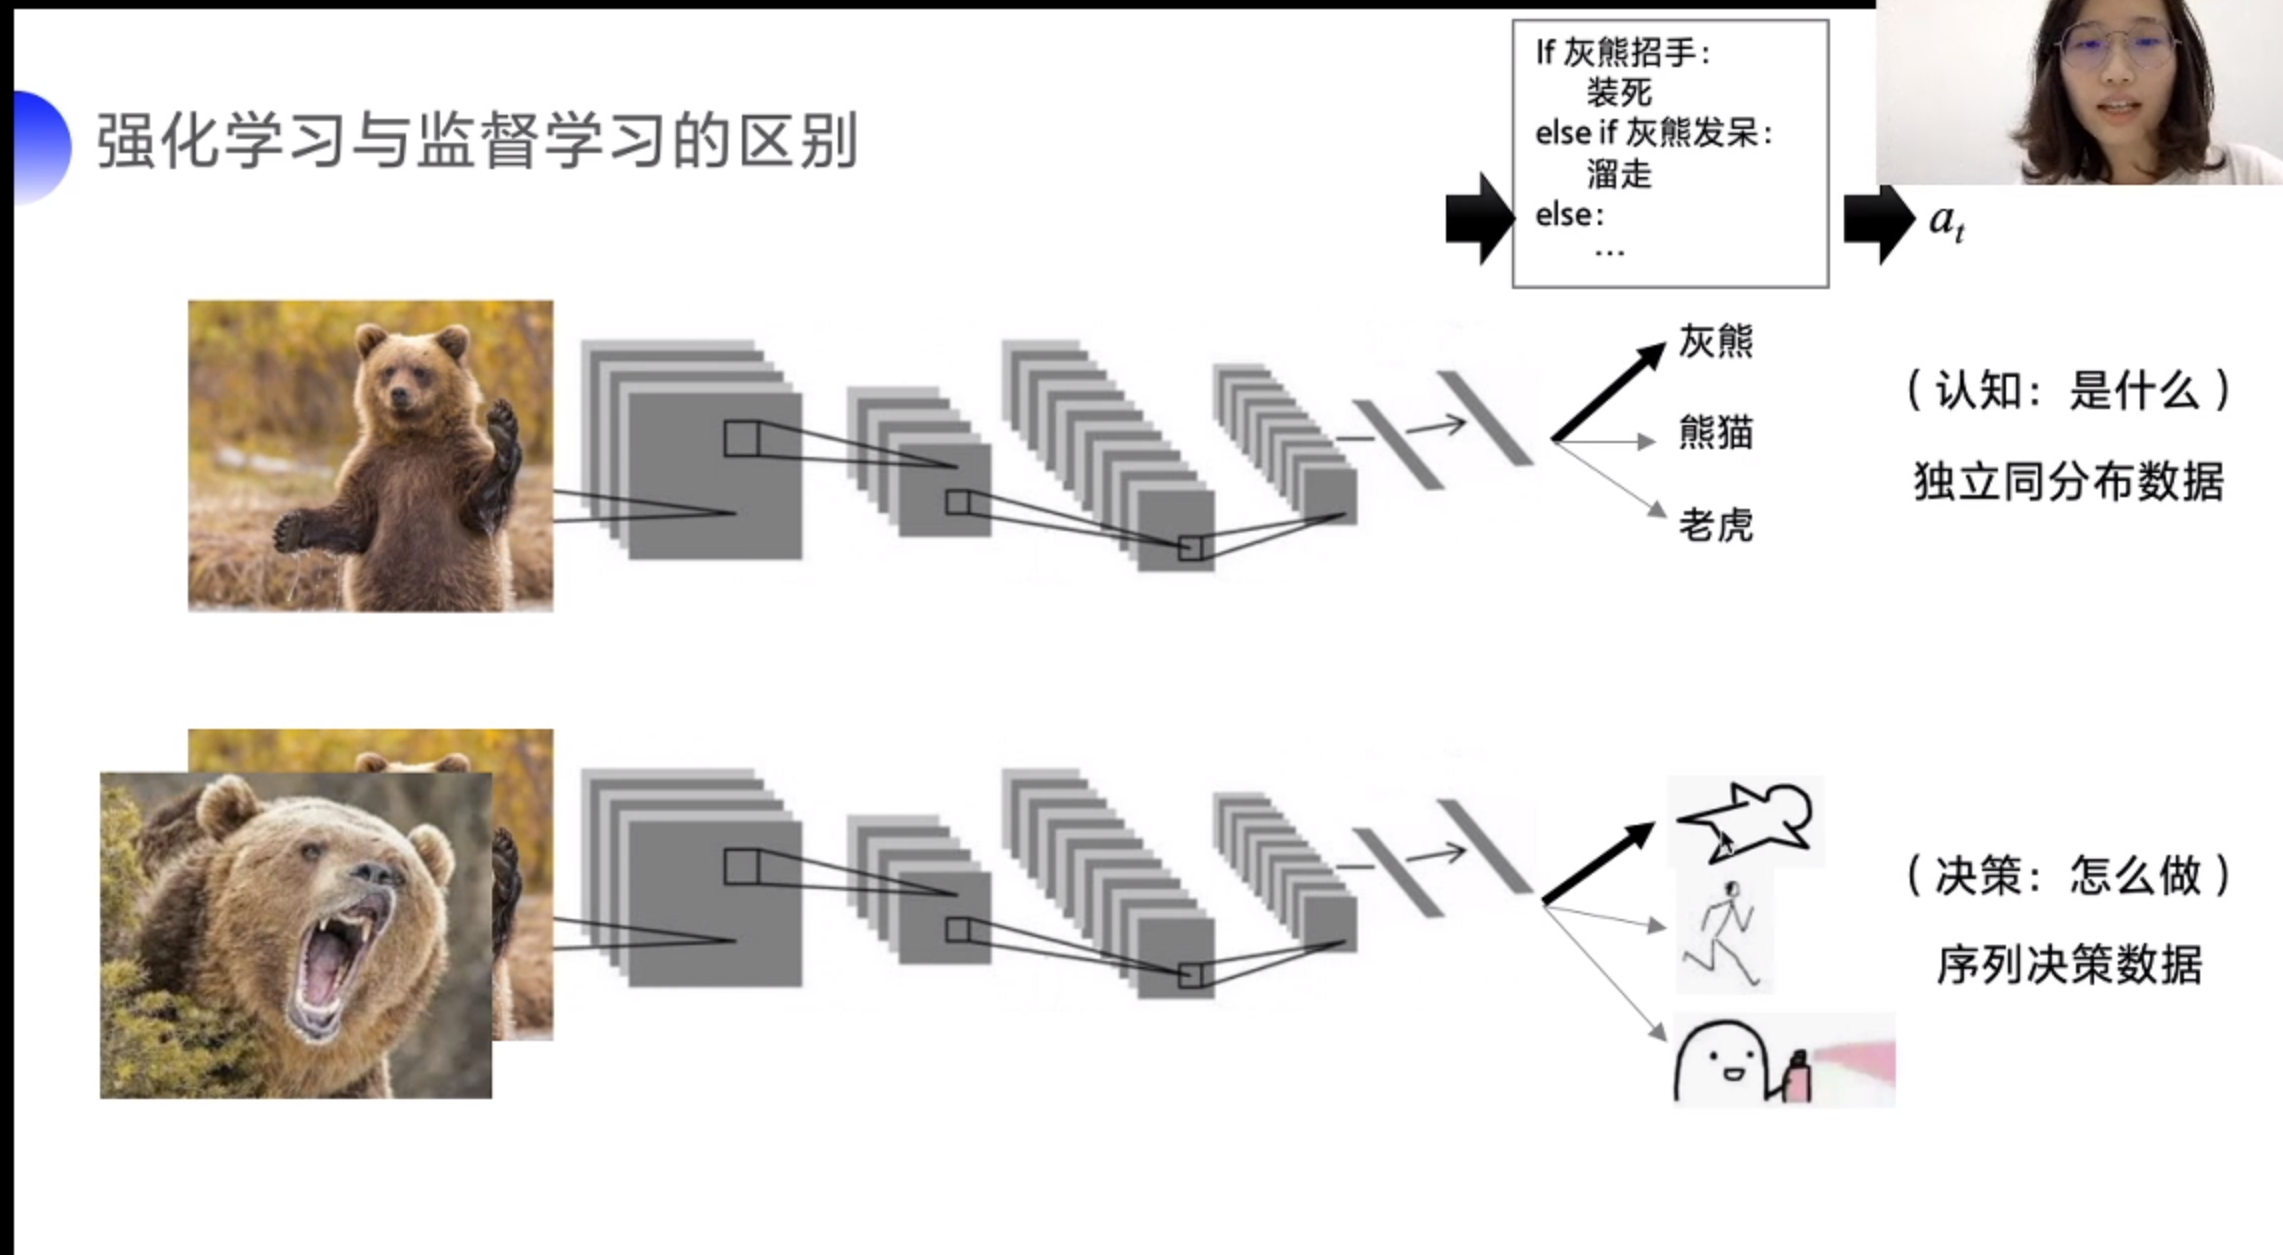 强化学习与监督学习的区别
If 灰熊招手：
装死
else if 灰熊发呆：
溜走
else：
…
a_t
灰熊
熊猫
老虎
（认知：是什么）
独立同分布数据
（决策：怎么做）
序列决策数据